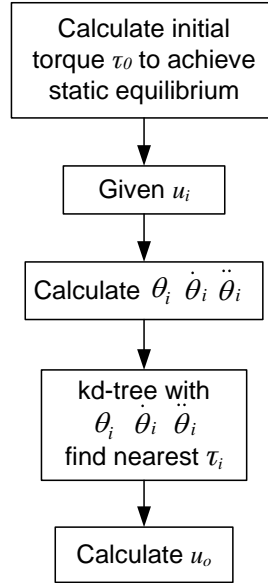 Calculate initial
torque τ₀ to achieve
static equilibrium
Given uᵢ
Calculate θᵢ θ̇ᵢ θ̈ᵢ
kd-tree with
θᵢ θ̇ᵢ θ̈ᵢ
find nearest τᵢ
Calculate uₒ